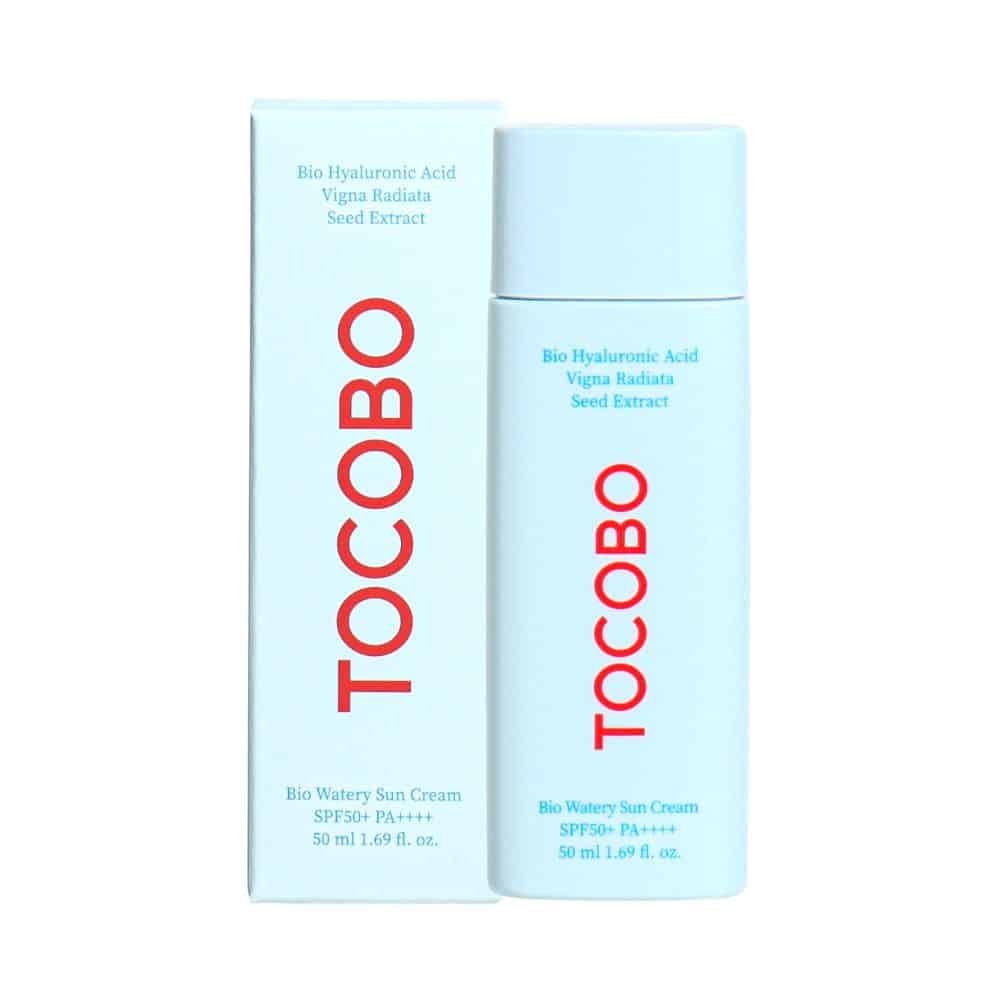 Bio Hyaluronic Acid
Vigna Radiata
Seed Extract
TOCOBO
Bio Watery Sun Cream
SPF50+ PA++++
50 ml 1.69 fl. oz.
Bio Hyaluronic Acid
Vigna Radiata
Seed Extract
TOCOBO
Bio Watery Sun Cream
SPF50+ PA++++
50 ml 1.69 fl. oz.